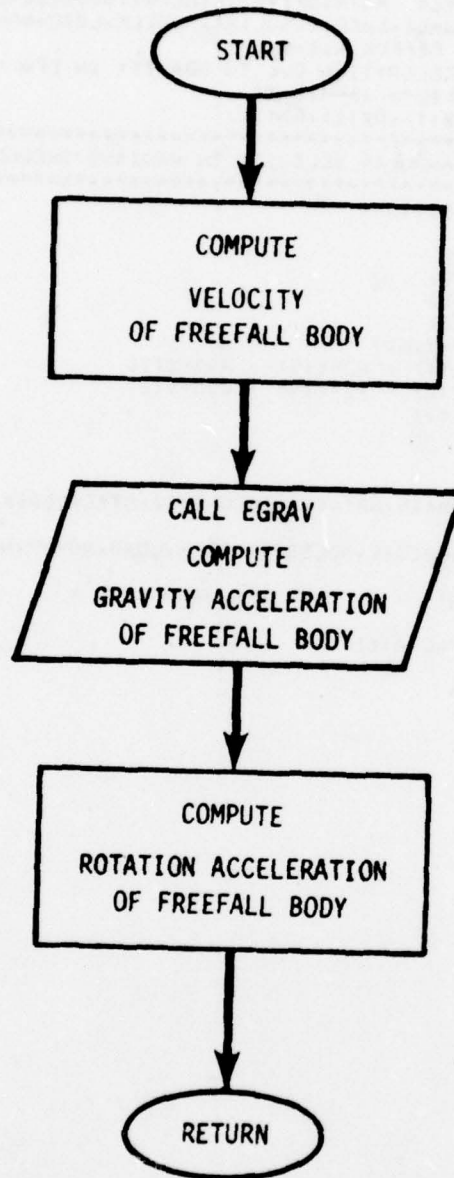 START
COMPUTE
VELOCITY
OF FREEFALL BODY
CALL EGRAV
COMPUTE
GRAVITY ACCELERATION
OF FREEFALL BODY
COMPUTE
ROTATION ACCELERATION
OF FREEFALL BODY
RETURN